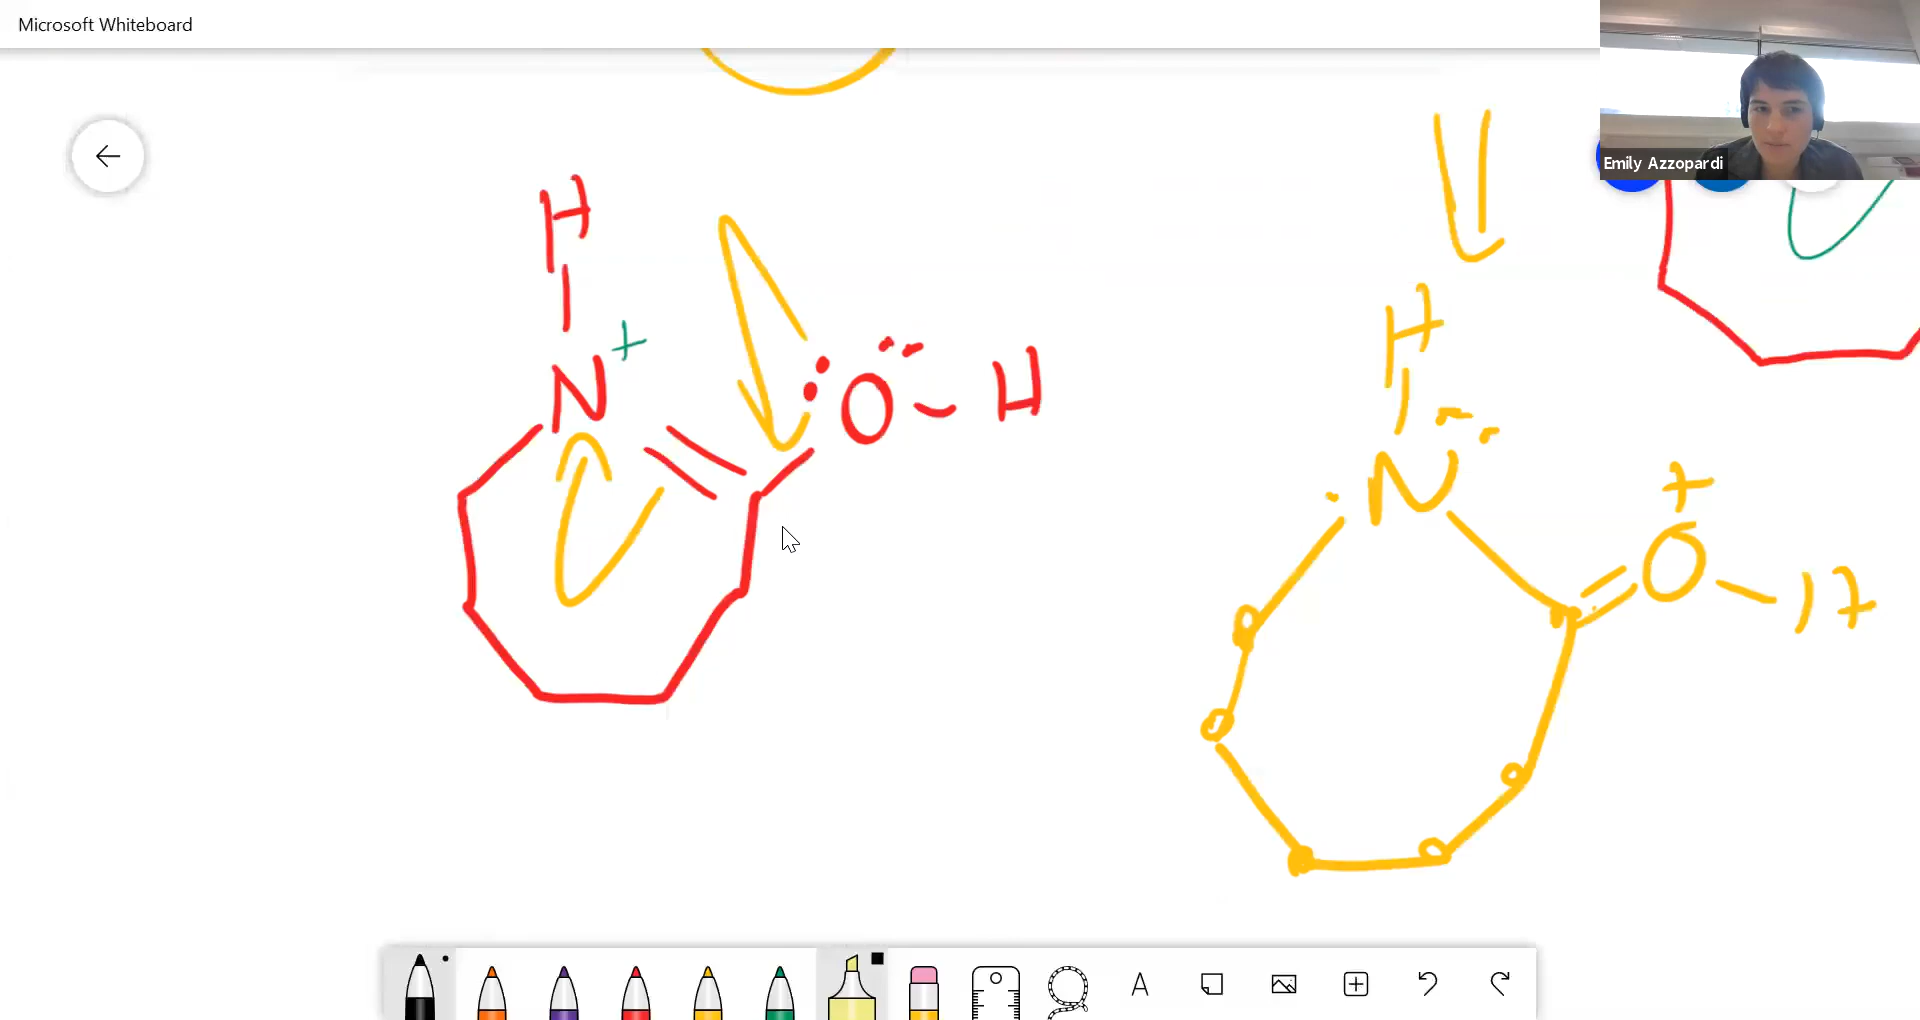 Microsoft Whiteboard
Emily Azzopardi
H
N +
O - H
H
N
+
O - H
A